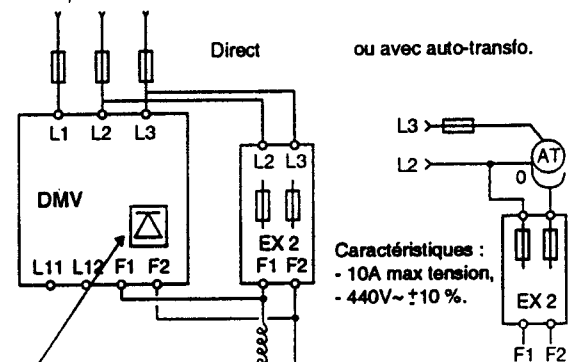 Direct
ou avec auto-transfo.
L1 L2 L3
DMV
L11 L12 F1 F2
L2 L3
EX 2
F1 F2
L3
L2
AT
0
Caractéristiques :
- 10A max tension,
- 440V~ ±10 %.
EX 2
F1 F2